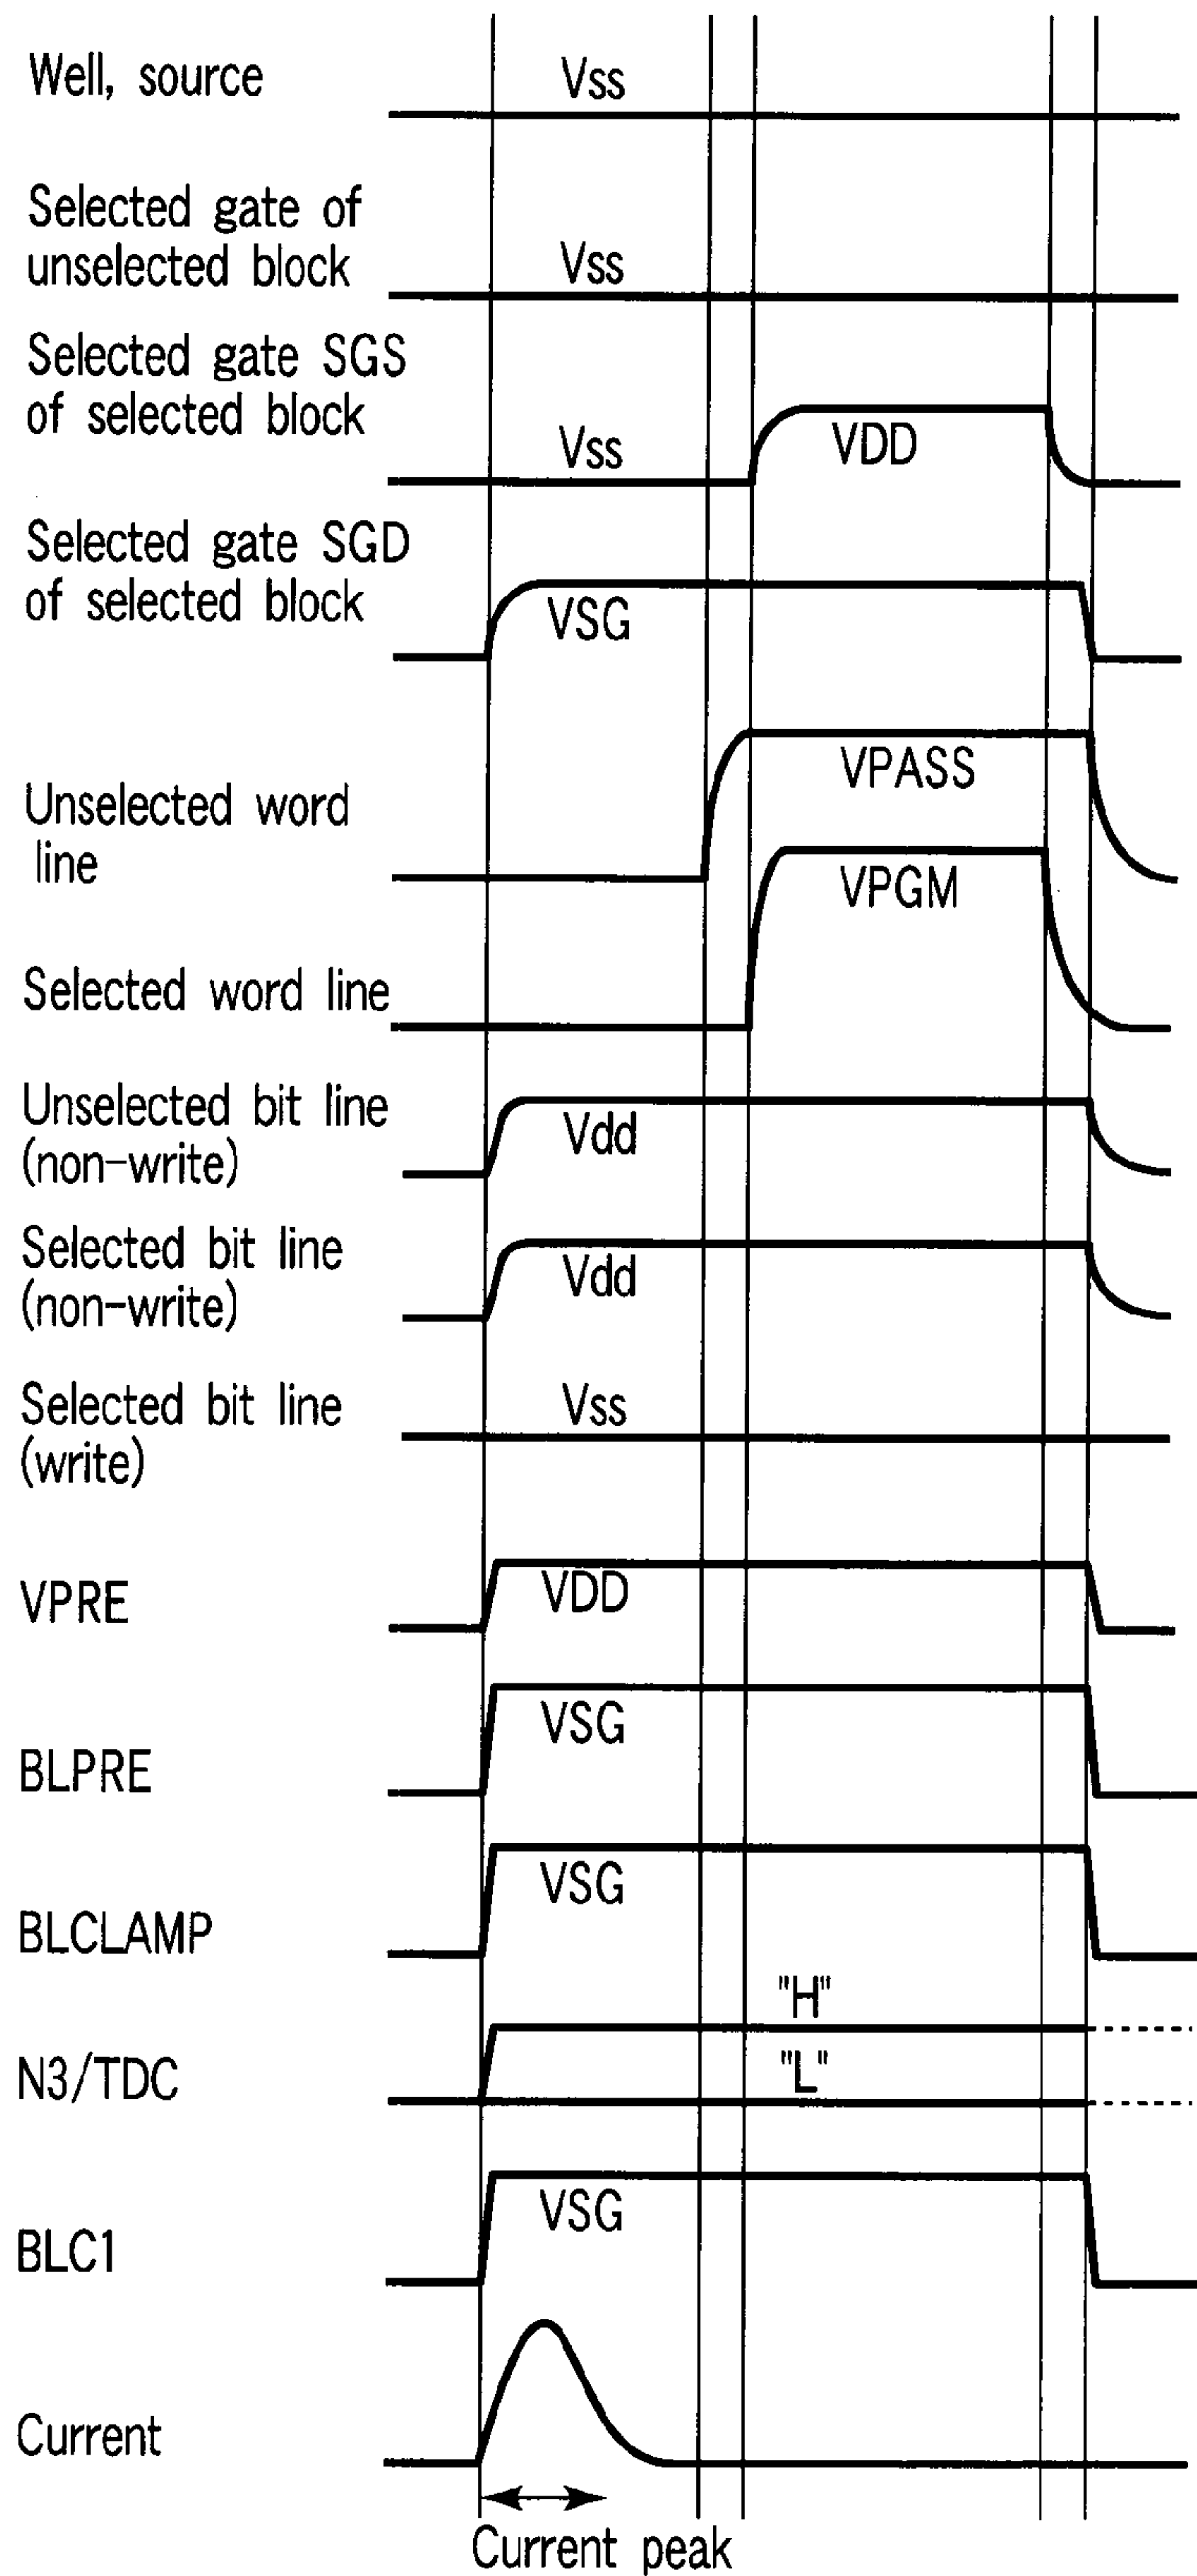 Well, source
Vss
Selected gate of
unselected block
Vss
Selected gate SGS
of selected block
Vss
VDD
Selected gate SGD
of selected block
VSG
Unselected word
line
VPASS
VPGM
Selected word line
Unselected bit line
(non-write)
Vdd
Selected bit line
(non-write)
Vdd
Selected bit line
(write)
Vss
VPRE
VDD
BLPRE
VSG
BLCLAMP
VSG
N3/TDC
"H"
"L"
BLC1
VSG
Current
Current peak